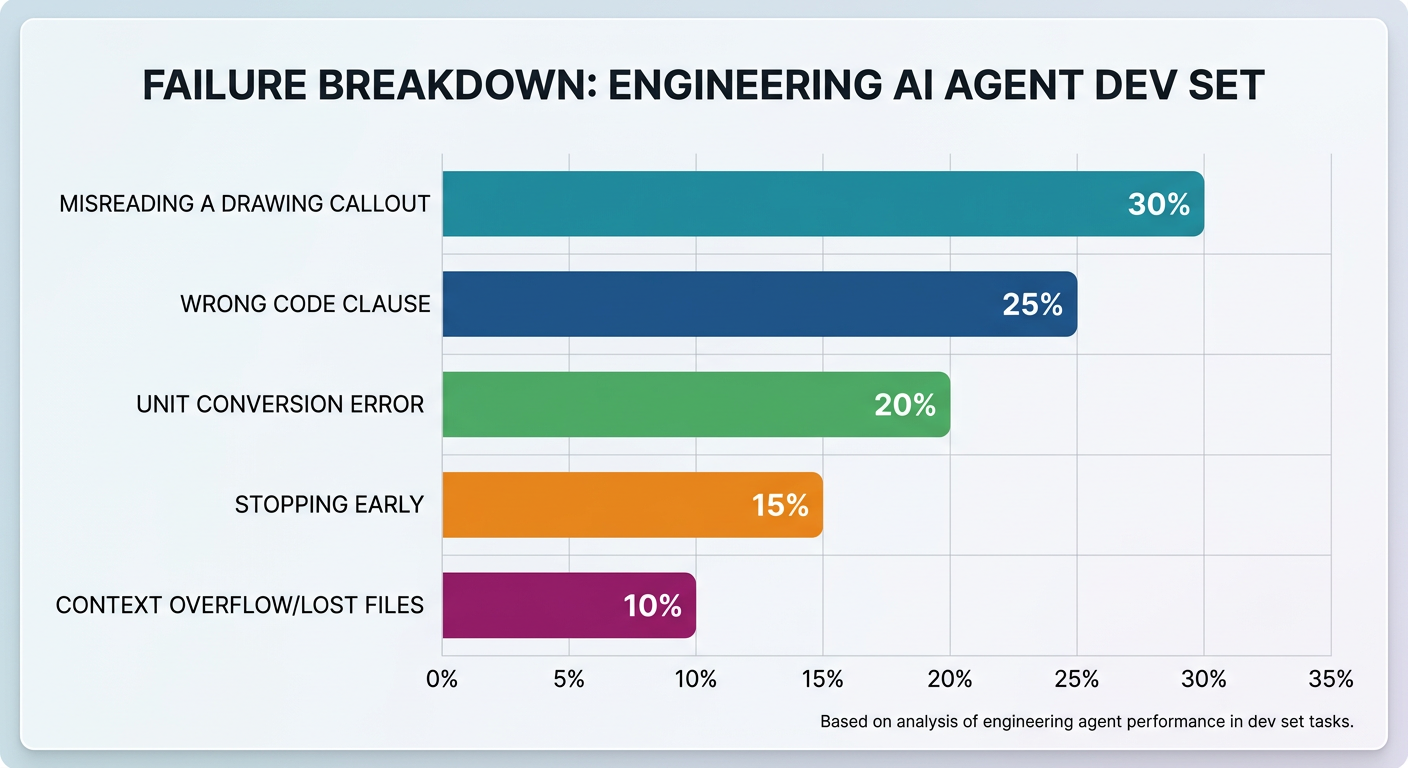 FAILURE BREAKDOWN: ENGINEERING AI AGENT DEV SET
MISREADING A DRAWING CALLOUT
30%
WRONG CODE CLAUSE
25%
UNIT CONVERSION ERROR
20%
STOPPING EARLY
15%
CONTEXT OVERFLOW/LOST FILES
10%
0% 5% 10% 15% 20% 25% 30% 35%
Based on analysis of engineering agent performance in dev set tasks.